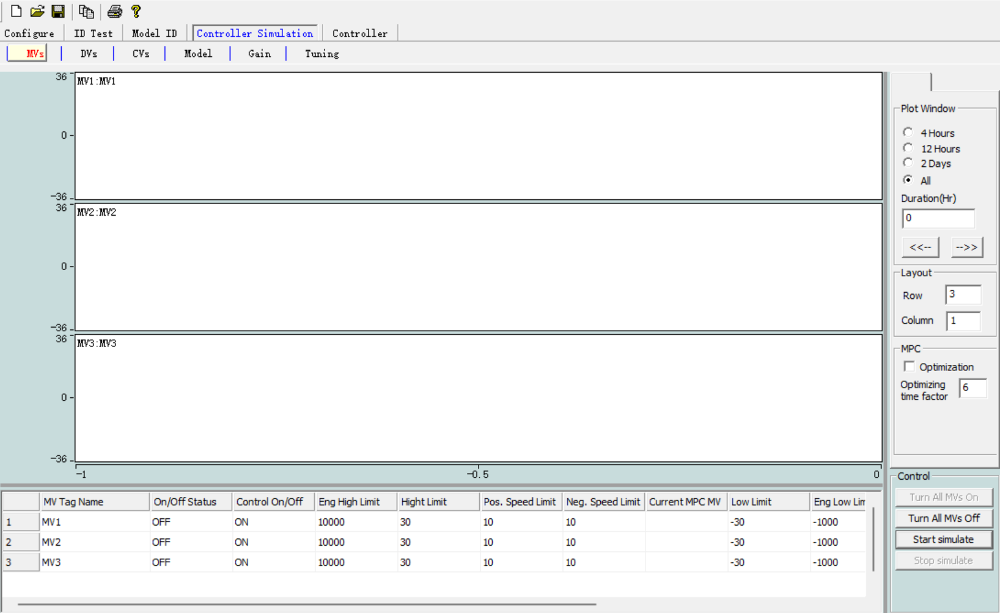 Configure ID Test Model ID Controller Simulation Controller
MVs DVs CVs Model Gain Tuning
36 MV1:MV1
0
-36
36 MV2:MV2
0
-36
36 MV3:MV3
0
-36
-1 -0.5 0
Plot Window
4 Hours
12 Hours
2 Days
All
Duration(Hr)
0
<<-- -->>
Layout
Row 3
Column 1
MPC
Optimization
Optimizing
time factor 6
Control
Turn All MVs On
Turn All MVs Off
Start simulate
Stop simulate
MV Tag Name On/Off Status Control On/Off Eng High Limit Hight Limit Pos. Speed Limit Neg. Speed Limit Current MPC MV Low Limit Eng Low Lim
1 MV1 OFF ON 10000 30 10 10 -30 -1000
2 MV2 OFF ON 10000 30 10 10 -30 -1000
3 MV3 OFF ON 10000 30 10 10 -30 -1000